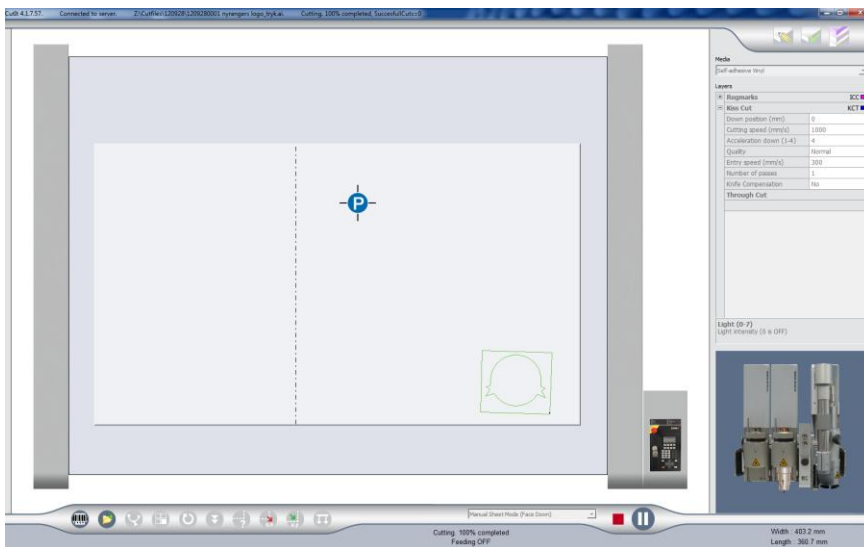 CutIt 4.1.7.57. Connected to server. Z:\Cutfiles\120928\1209280001 nyrangers logo_tryk.ai\ Cutting, 100% completed, SuccesfullCuts=0
Media
Self-adhesive Vinyl
Layers
Regmarks ICC
Kiss Cut KCT
Down position (mm) 0
Cutting speed (mm/s) 1000
Acceleration down (1-4) 4
Quality Normal
Entry speed (mm/s) 300
Number of passes 1
Knife Compensation No
Through Cut
P
Light (0-7)
Light intensity (0 is OFF)
Manual Sheet Mode (Face Down)
Cutting, 100% completed
Feeding OFF
Width : 403.2 mm
Length : 360.7 mm